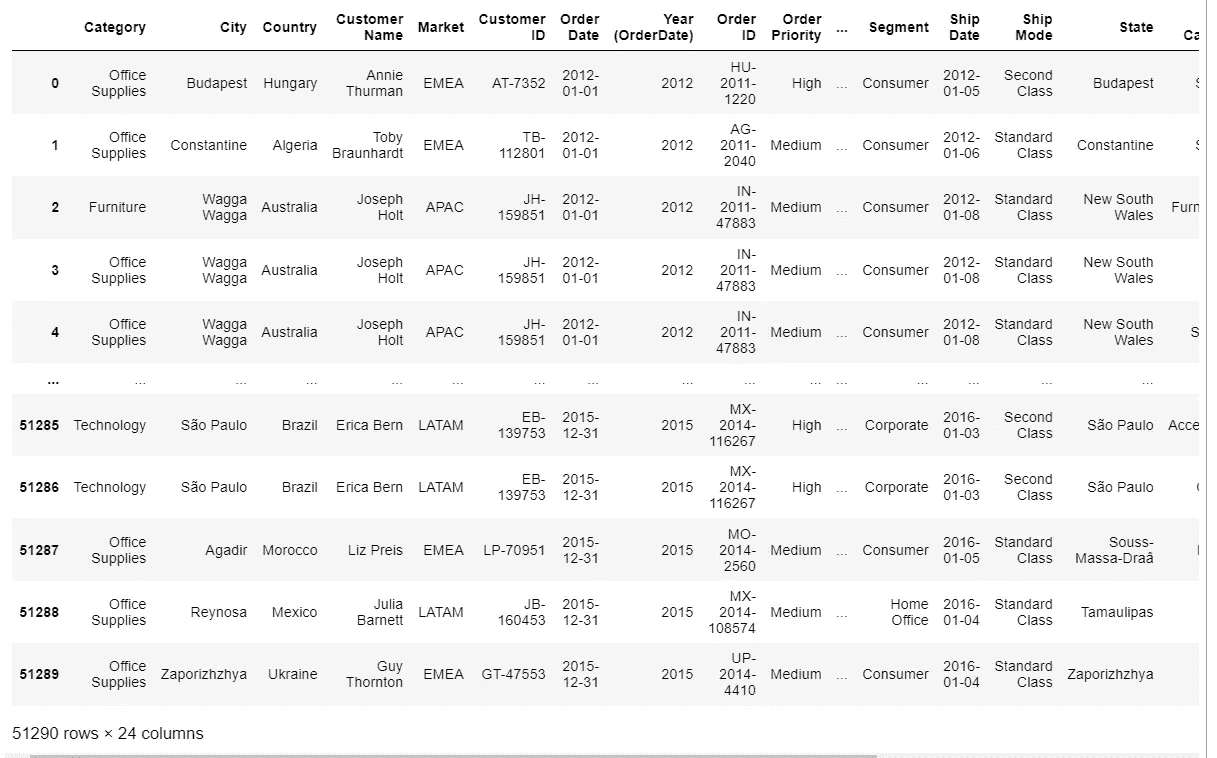 Category City Country Customer Name Market Customer ID Order Date Year (OrderDate) Order ID Order Priority ... Segment Ship Date Ship Mode State
0 Office Supplies Budapest Hungary Annie Thurman EMEA AT-7352 2012-01-01 2012 HU-2011-1220 High ... Consumer 2012-01-05 Second Class Budapest
1 Office Supplies Constantine Algeria Toby Braunhardt EMEA TB-112801 2012-01-01 2012 AG-2011-2040 Medium ... Consumer 2012-01-06 Standard Class Constantine
2 Furniture Wagga Wagga Australia Joseph Holt APAC JH-159851 2012-01-01 2012 IN-2011-47883 Medium ... Consumer 2012-01-08 Standard Class New South Wales
3 Office Supplies Wagga Wagga Australia Joseph Holt APAC JH-159851 2012-01-01 2012 IN-2011-47883 Medium ... Consumer 2012-01-08 Standard Class New South Wales
4 Office Supplies Wagga Wagga Australia Joseph Holt APAC JH-159851 2012-01-01 2012 IN-2011-47883 Medium ... Consumer 2012-01-08 Standard Class New South Wales
... ... ... ... ... ... ... ... ... ... ... ... ... ... ... ...
51285 Technology São Paulo Brazil Erica Bern LATAM EB-139753 2015-12-31 2015 MX-2014-116267 High ... Corporate 2016-01-03 Second Class São Paulo
51286 Technology São Paulo Brazil Erica Bern LATAM EB-139753 2015-12-31 2015 MX-2014-116267 High ... Corporate 2016-01-03 Second Class São Paulo
51287 Office Supplies Agadir Morocco Liz Preis EMEA LP-70951 2015-12-31 2015 MO-2014-2560 Medium ... Consumer 2016-01-05 Standard Class Souss-Massa-Draâ
51288 Office Supplies Reynosa Mexico Julia Barnett LATAM JB-160453 2015-12-31 2015 MX-2014-108574 Medium ... Home Office 2016-01-04 Standard Class Tamaulipas
51289 Office Supplies Zaporizhzhya Ukraine Guy Thornton EMEA GT-47553 2015-12-31 2015 UP-2014-4410 Medium ... Consumer 2016-01-04 Standard Class Zaporizhzhya
51290 rows × 24 columns